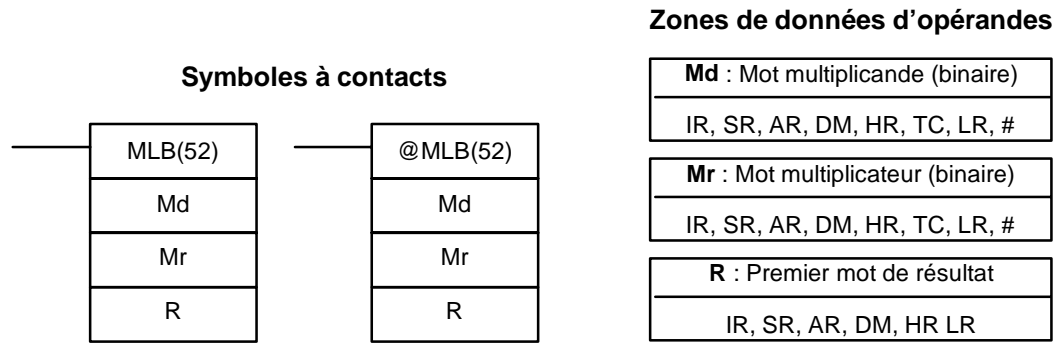 Zones de données d'opérandes
Symboles à contacts
MLB(52)
Md
Mr
R
@MLB(52)
Md
Mr
R
Md : Mot multiplicande (binaire)
IR, SR, AR, DM, HR, TC, LR, #
Mr : Mot multiplicateur (binaire)
IR, SR, AR, DM, HR, TC, LR, #
R : Premier mot de résultat
IR, SR, AR, DM, HR LR